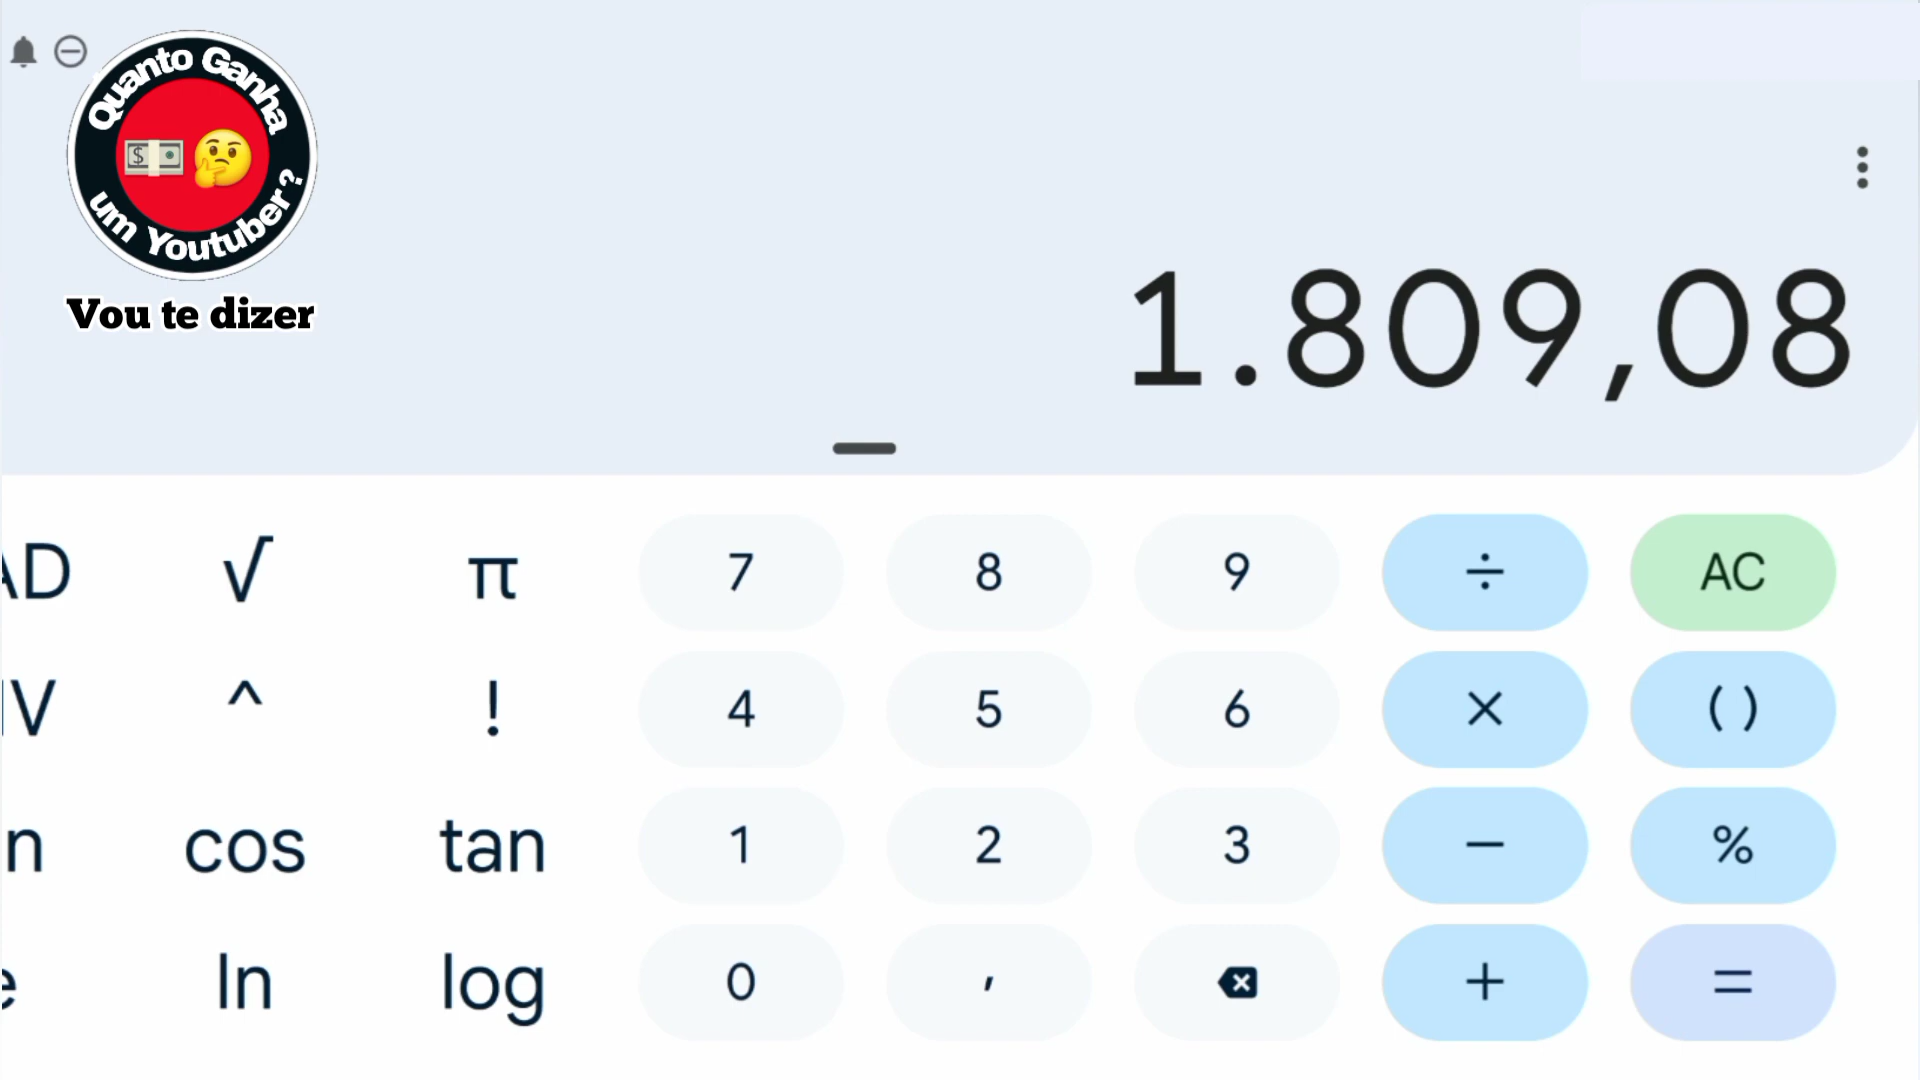 Quanto Ganha
um Youtuber?
Vou te dizer
1.809,08
AD √ π 7 8 9 ÷ AC
^ ! 4 5 6 × ( )
cos tan 1 2 3 − %
ln log 0 , + =